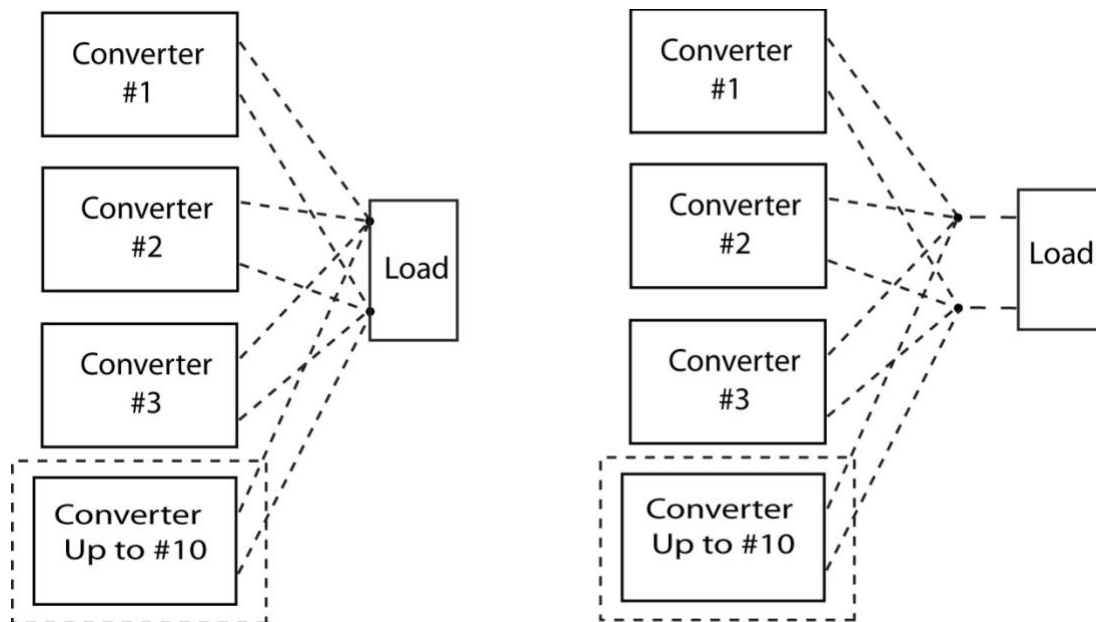 Converter
#1
Converter
#2
Converter
#3
Converter
Up to #10
Load
Converter
#1
Converter
#2
Converter
#3
Converter
Up to #10
Load